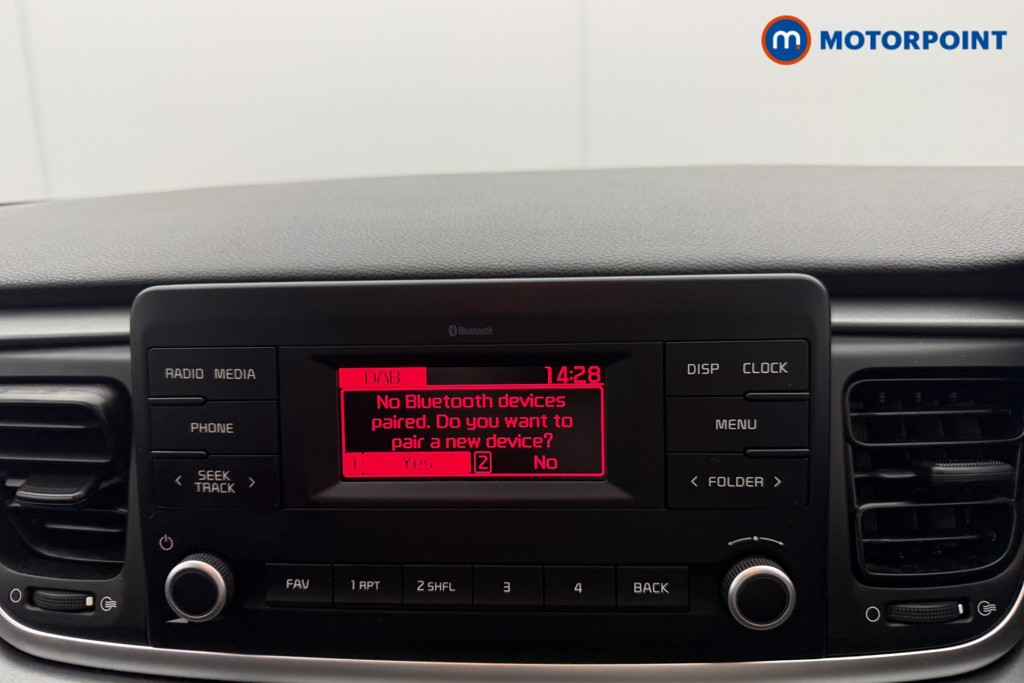 m MOTORPOINT
Bluetooth
RADIO MEDIA
DAB 14:28
DISP CLOCK
No Bluetooth devices
paired. Do you want to
pair a new device?
1 Yes 2 No
PHONE
MENU
< SEEK
TRACK >
< FOLDER >
FAV 1 RPT 2 SHFL 3 4 BACK